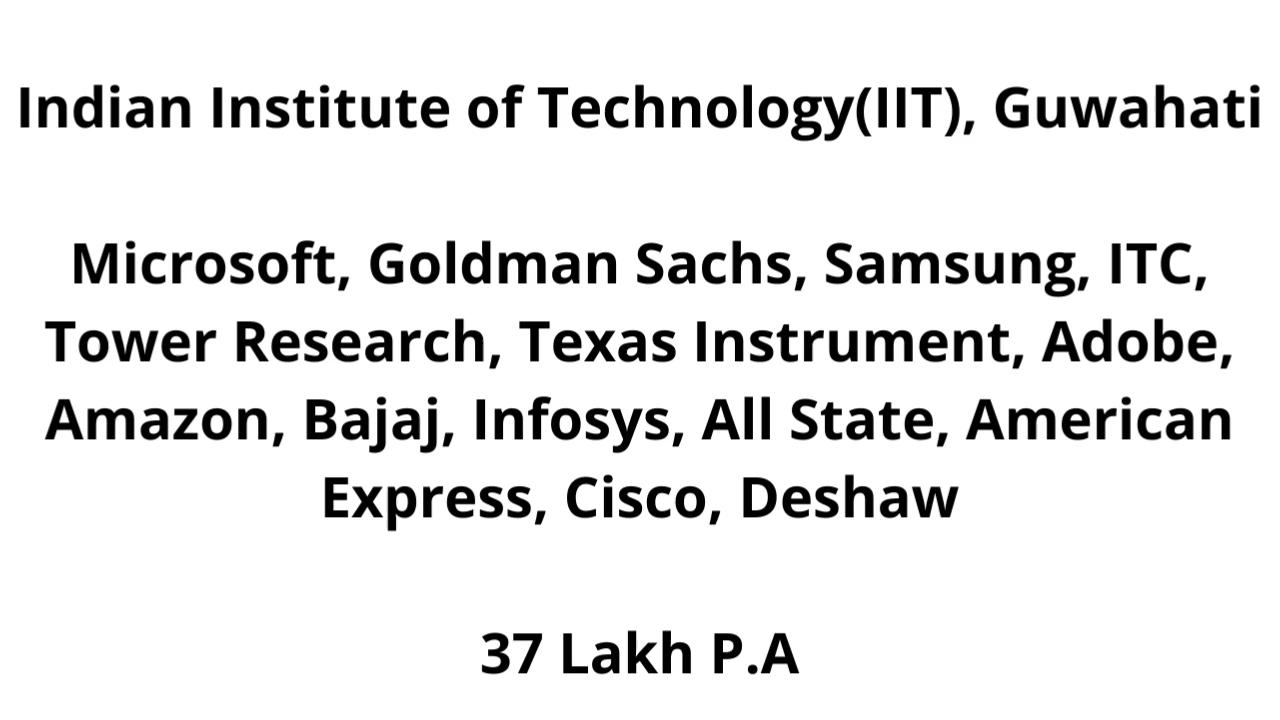 Indian Institute of Technology(IIT), Guwahati
Microsoft, Goldman Sachs, Samsung, ITC,
Tower Research, Texas Instrument, Adobe,
Amazon, Bajaj, Infosys, All State, American
Express, Cisco, Deshaw
37 Lakh P.A